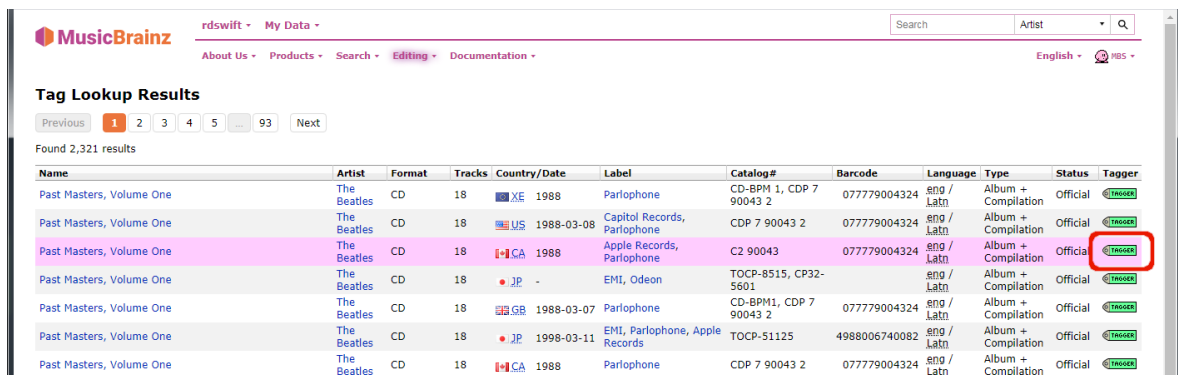 MusicBrainz
rdswift ▾ My Data ▾
Search Artist
About Us ▾ Products ▾ Search ▾ Editing ▾ Documentation ▾
English ▾ MBS ▾
Tag Lookup Results
Previous 1 2 3 4 5 ... 93 Next
Found 2,321 results
Name Artist Format Tracks Country/Date Label Catalog# Barcode Language Type Status Tagger
Past Masters, Volume One The Beatles CD 18 XE 1988 Parlophone CD-BPM 1, CDP 7 90043 2 077779004324 eng / Latn Album + Compilation Official TAGGER
Past Masters, Volume One The Beatles CD 18 US 1988-03-08 Capitol Records, Parlophone CDP 7 90043 2 077779004324 eng / Latn Album + Compilation Official TAGGER
Past Masters, Volume One The Beatles CD 18 CA 1988 Apple Records, Parlophone C2 90043 077779004324 eng / Latn Album + Compilation Official TAGGER
Past Masters, Volume One The Beatles CD 18 JP - EMI, Odeon TOCP-8515, CP32-5601 eng / Latn Album + Compilation Official TAGGER
Past Masters, Volume One The Beatles CD 18 GB 1988-03-07 Parlophone CD-BPM1, CDP 7 90043 2 077779004324 eng / Latn Album + Compilation Official TAGGER
Past Masters, Volume One The Beatles CD 18 JP 1998-03-11 EMI, Parlophone, Apple Records TOCP-51125 4988006740082 eng / Latn Album + Compilation Official TAGGER
Past Masters, Volume One The Beatles CD 18 CA 1988 Parlophone CDP 7 90043 2 077779004324 eng / Latn Album + Compilation Official TAGGER